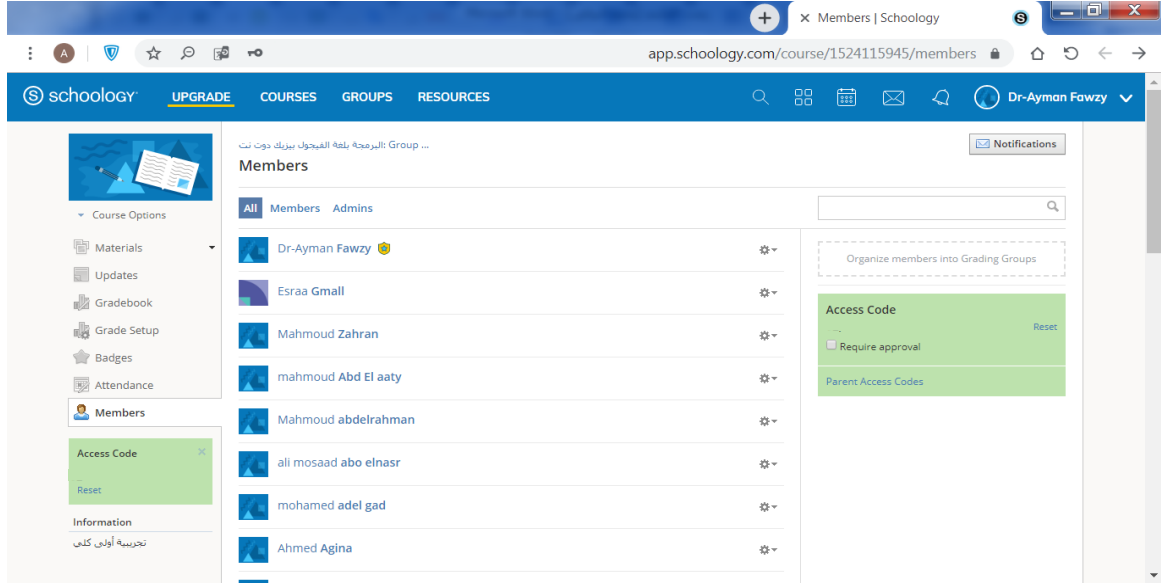 Members | Schoology
app.schoology.com/course/1524115945/members
A
schoology
UPGRADE COURSES GROUPS RESOURCES
Dr-Ayman Fawzy
Course Options
Materials
Updates
Gradebook
Grade Setup
Badges
Attendance
Members
Access Code
Reset
Information
تجريبية أولى كلي
البرمجة بلغة الفيجول بيزيك دوت نت: Group ...
Members
Notifications
All Members Admins
Dr-Ayman Fawzy
Esraa Gmall
Mahmoud Zahran
mahmoud Abd El aaty
Mahmoud abdelrahman
ali mosaad abo elnasr
mohamed adel gad
Ahmed Agina
Organize members into Grading Groups
Access Code
Reset
Require approval
Parent Access Codes